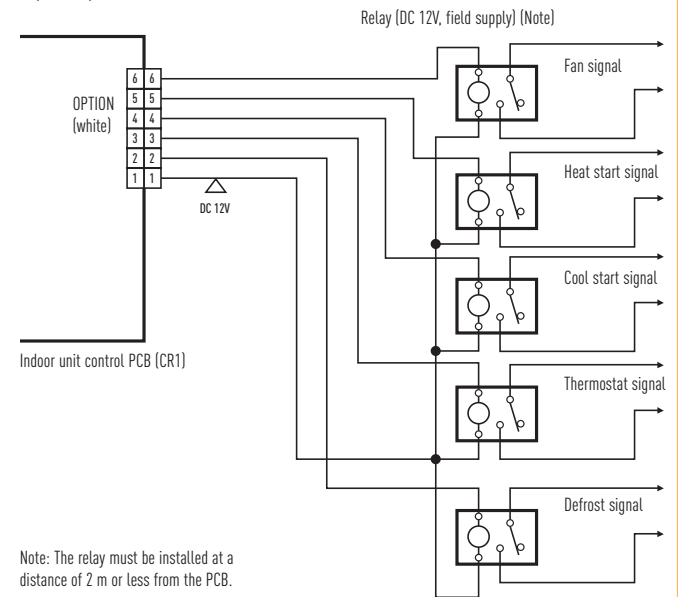 Relay (DC 12V, field supply) (Note)
Fan signal
6 6
OPTION
(white)
5 5
4 4
3 3
2 2
1 1
DC 12V
Heat start signal
Cool start signal
Indoor unit control PCB (CR1)
Thermostat signal
Defrost signal
Note: The relay must be installed at a
distance of 2 m or less from the PCB.